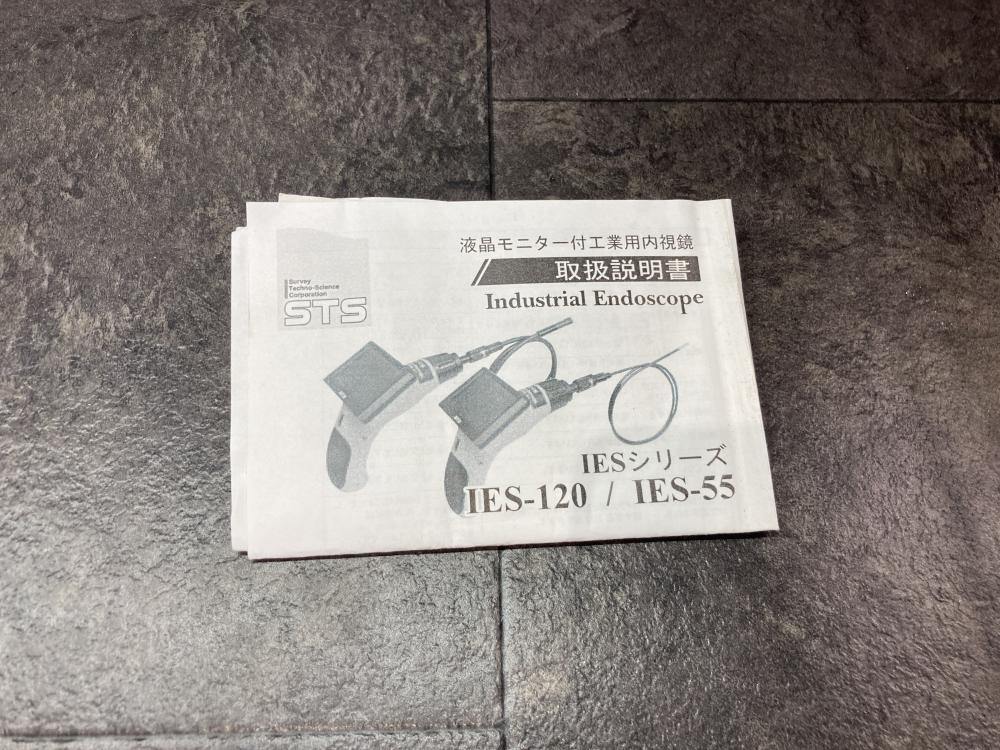 液晶モニター付工業用内視鏡
取扱説明書
Industrial Endoscope
Survey
Techno-Science
Corporation
STS
IESシリーズ
IES-120 / IES-55